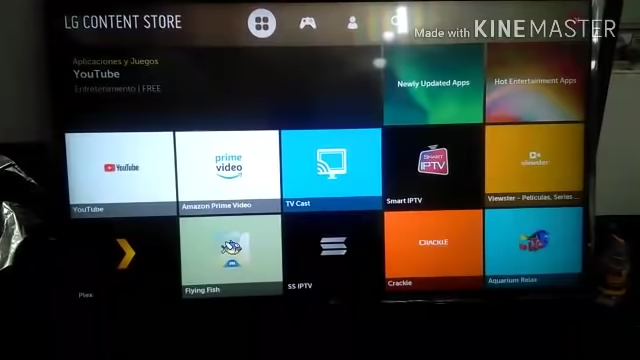 LG CONTENT STORE
Made with KINEMASTER
Aplicaciones y Juegos
YouTube
Entretenimiento | FREE
Newly Updated Apps
Hot Entertainment Apps
YouTube
prime
video
SMART
IPTV
viewster
YouTube
Amazon Prime Video
TV Cast
Smart IPTV
Viewster - Películas, Series ...
CRACKLE
Plex
Flying Fish
SS IPTV
Crackle
Aquarium Relax